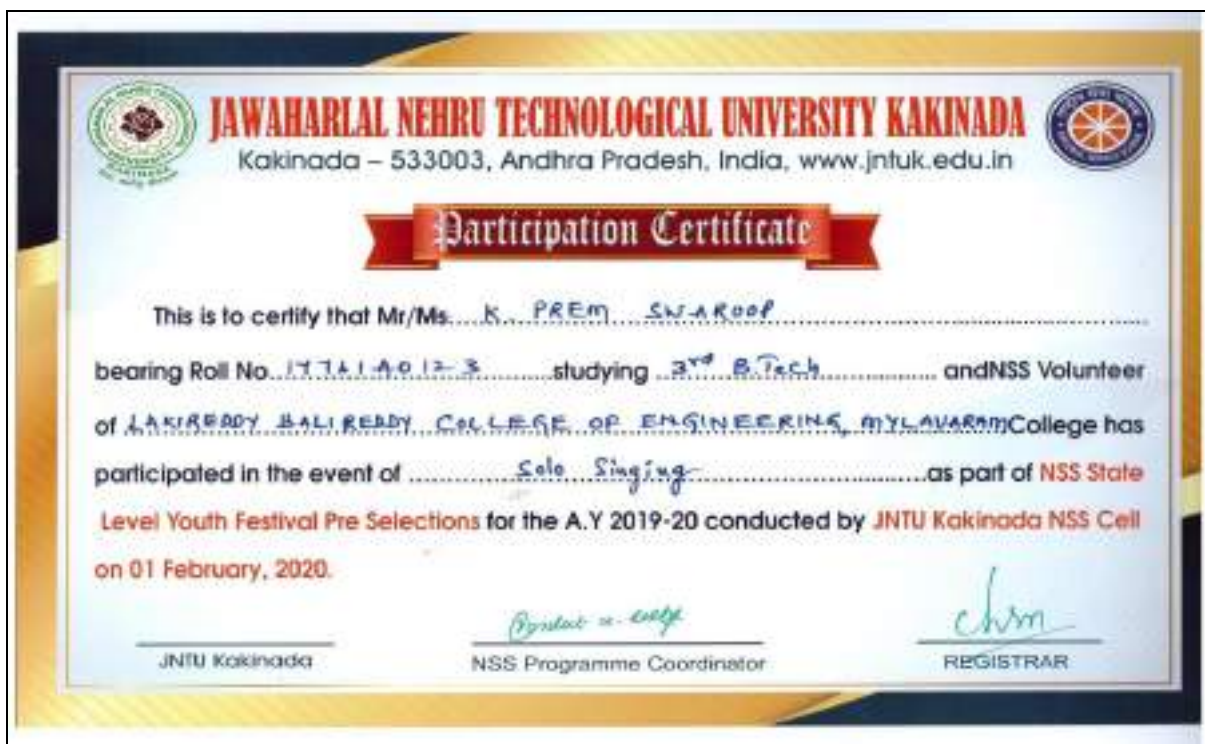 JAWAHARLAL NEHRU TECHNOLOGICAL UNIVERSITY KAKINADA
Kakinada – 533003, Andhra Pradesh, India, www.jntuk.edu.in
Participation Certificate
This is to certify that Mr/Ms. K. PREM SWAROOP
bearing Roll No. 17761A0123 studying 3rd B.Tech andNSS Volunteer
of LAKIREDDY BALI REDDY COLLEGE OF ENGINEERING, MYLAVARAM College has
participated in the event of Solo Singing as part of NSS State
Level Youth Festival Pre Selections for the A.Y 2019-20 conducted by JNTU Kakinada NSS Cell
on 01 February, 2020.
JNTU Kakinada NSS Programme Coordinator REGISTRAR